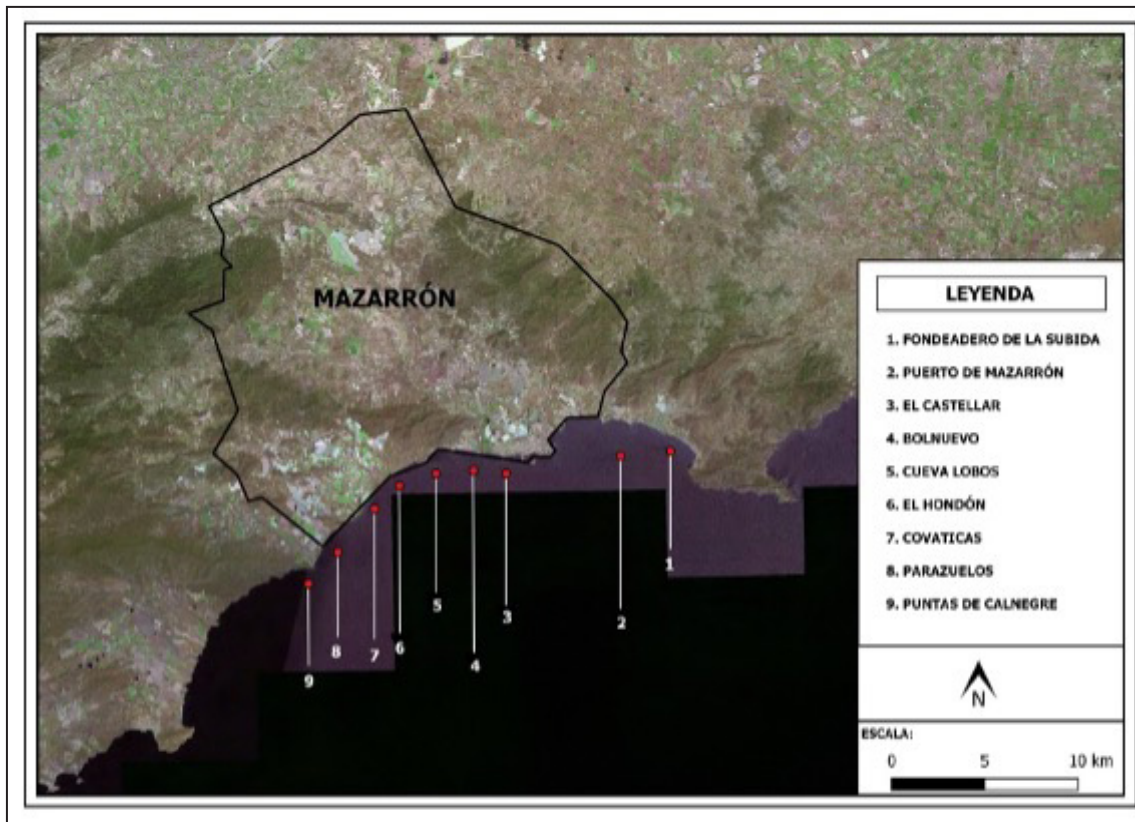 MAZARRÓN
1
2
3
4
5
6
7
8
9
LEYENDA
1. FONDEADERO DE LA SUBIDA
2. PUERTO DE MAZARRÓN
3. EL CASTELLAR
4. BOLNUEVO
5. CUEVA LOBOS
6. EL HONDÓN
7. COVATICAS
8. PARAZUELOS
9. PUNTAS DE CALNEGRE
N
ESCALA:
0 5 10 km